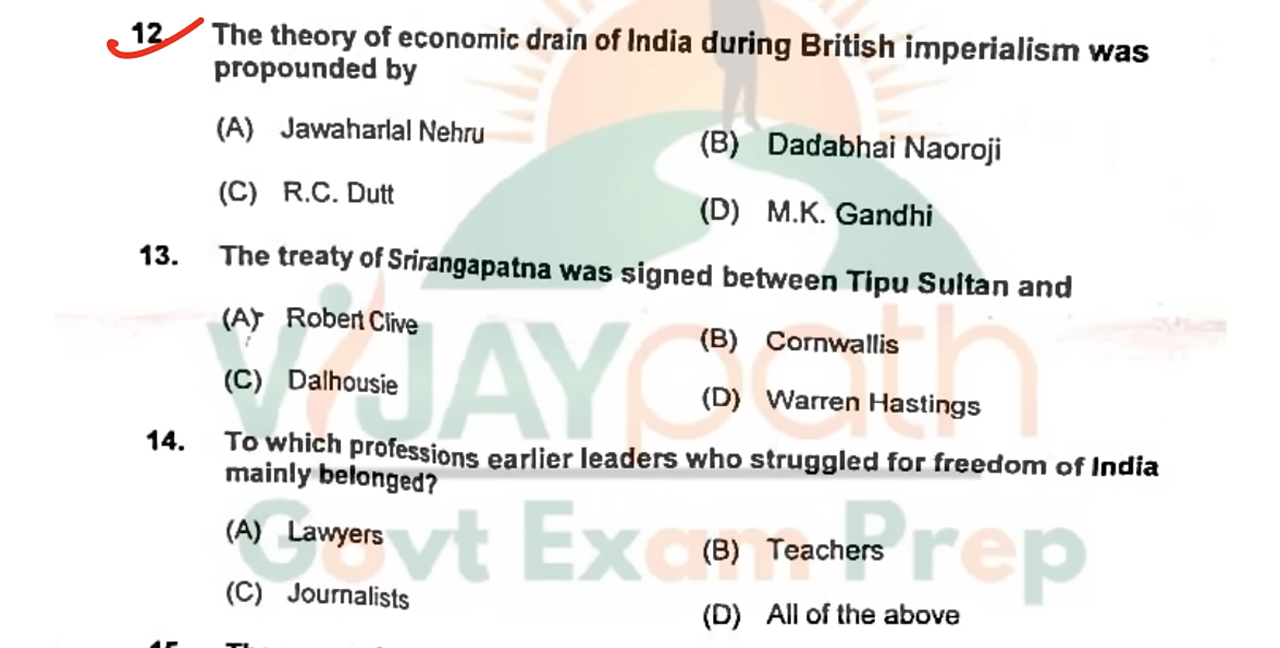 12 The theory of economic drain of India during British imperialism was
propounded by
(A) Jawaharlal Nehru (B) Dadabhai Naoroji
(C) R.C. Dutt (D) M.K. Gandhi
13. The treaty of Srirangapatna was signed between Tipu Sultan and
(A) Robert Clive (B) Cornwallis
(C) Dalhousie (D) Warren Hastings
14. To which professions earlier leaders who struggled for freedom of India
mainly belonged?
(A) Lawyers (B) Teachers
(C) Journalists (D) All of the above
VIJAYpath
Govt Exam Prep